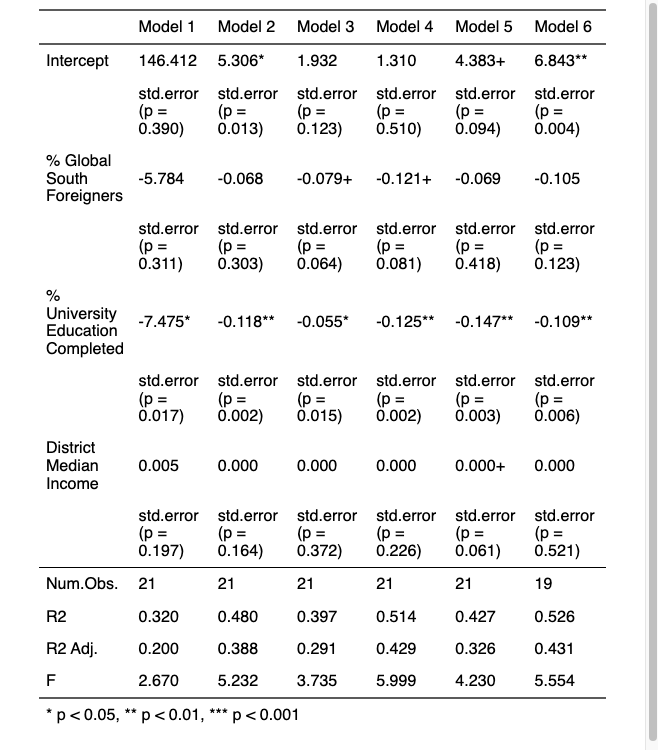 Model 1 Model 2 Model 3 Model 4 Model 5 Model 6
Intercept 146.412 5.306* 1.932 1.310 4.383+ 6.843**
std.error std.error std.error std.error std.error std.error
(p = (p = (p = (p = (p = (p =
0.390) 0.013) 0.123) 0.510) 0.094) 0.004)
% Global
South -5.784 -0.068 -0.079+ -0.121+ -0.069 -0.105
Foreigners
std.error std.error std.error std.error std.error std.error
(p = (p = (p = (p = (p = (p =
0.311) 0.303) 0.064) 0.081) 0.418) 0.123)
%
University
-7.475* -0.118** -0.055* -0.125** -0.147** -0.109**
Education
Completed
std.error std.error std.error std.error std.error std.error
(p = (p = (p = (p = (p = (p =
0.017) 0.002) 0.015) 0.002) 0.003) 0.006)
District
Median 0.005 0.000 0.000 0.000 0.000+ 0.000
Income
std.error std.error std.error std.error std.error std.error
(p = (p = (p = (p = (p = (p =
0.197) 0.164) 0.372) 0.226) 0.061) 0.521)
Num.Obs. 21 21 21 21 21 19
R2 0.320 0.480 0.397 0.514 0.427 0.526
R2 Adj. 0.200 0.388 0.291 0.429 0.326 0.431
F 2.670 5.232 3.735 5.999 4.230 5.554
* p < 0.05, ** p < 0.01, *** p < 0.001